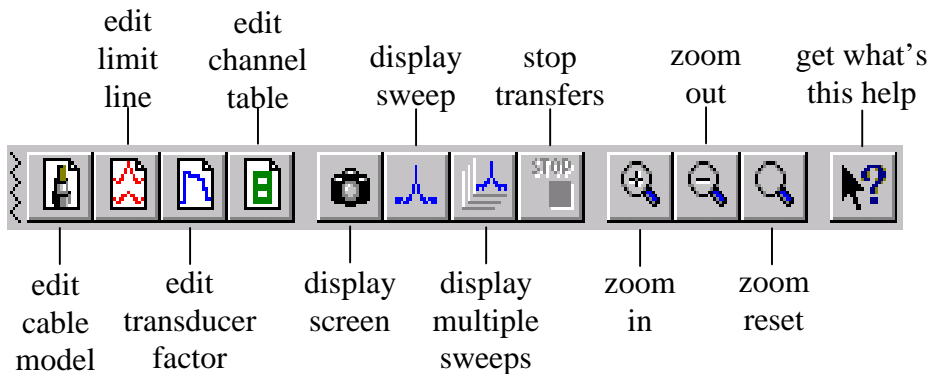 edit
limit
line
edit
channel
table
display
sweep
stop
transfers
zoom
out
get what's
this help
STOP
edit
cable
model
edit
transducer
factor
display
screen
display
multiple
sweeps
zoom
in
zoom
reset